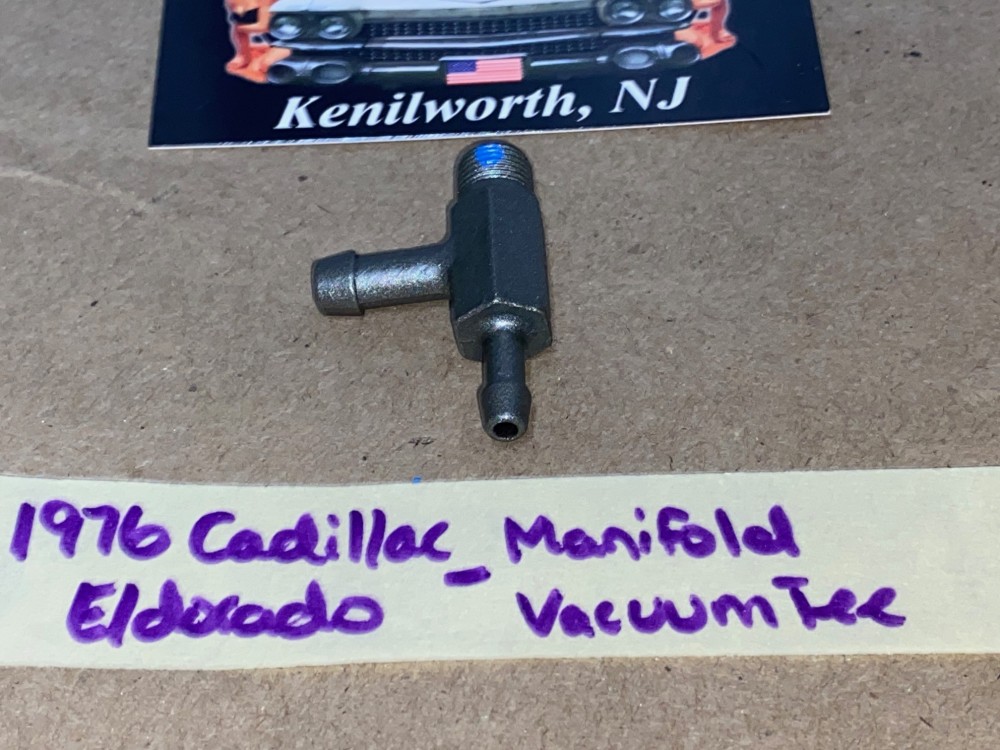 Kenilworth, NJ
1976 Cadillac - Manifold
Eldorado Vacuum Tee